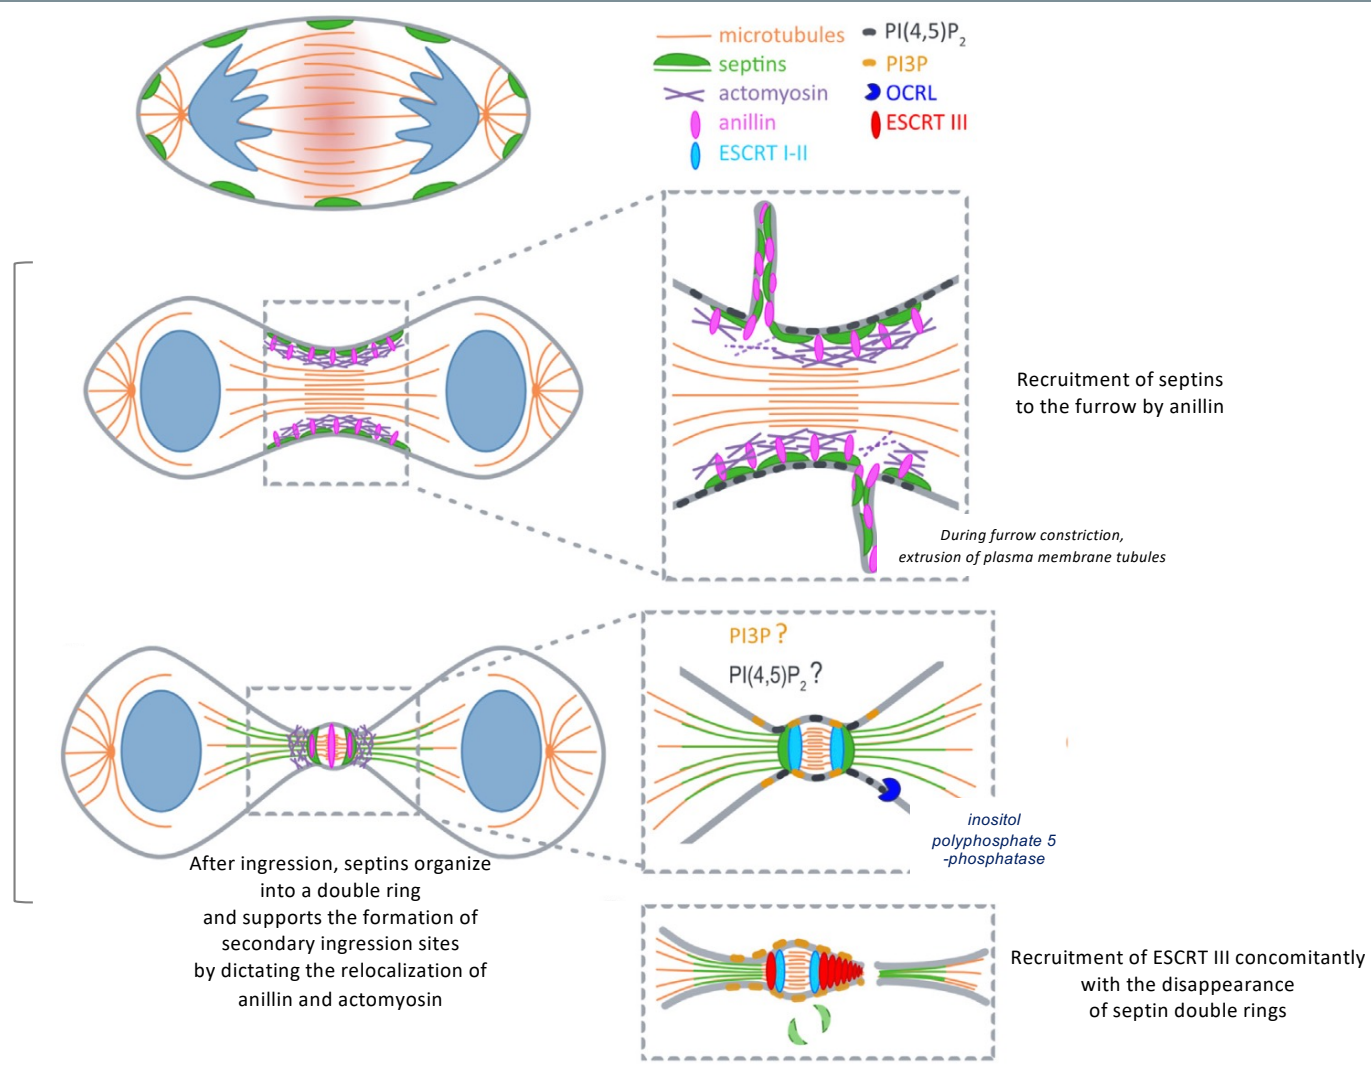 microtubules
septins
actomyosin
anillin
ESCRT I-II
PI(4,5)P2
PI3P
OCRL
ESCRT III
Recruitment of septins
to the furrow by anillin
During furrow constriction,
extrusion of plasma membrane tubules
PI3P ?
PI(4,5)P2 ?
inositol
polyphosphate 5
-phosphatase
After ingression, septins organize
into a double ring
and supports the formation of
secondary ingression sites
by dictating the relocalization of
anillin and actomyosin
Recruitment of ESCRT III concomitantly
with the disappearance
of septin double rings